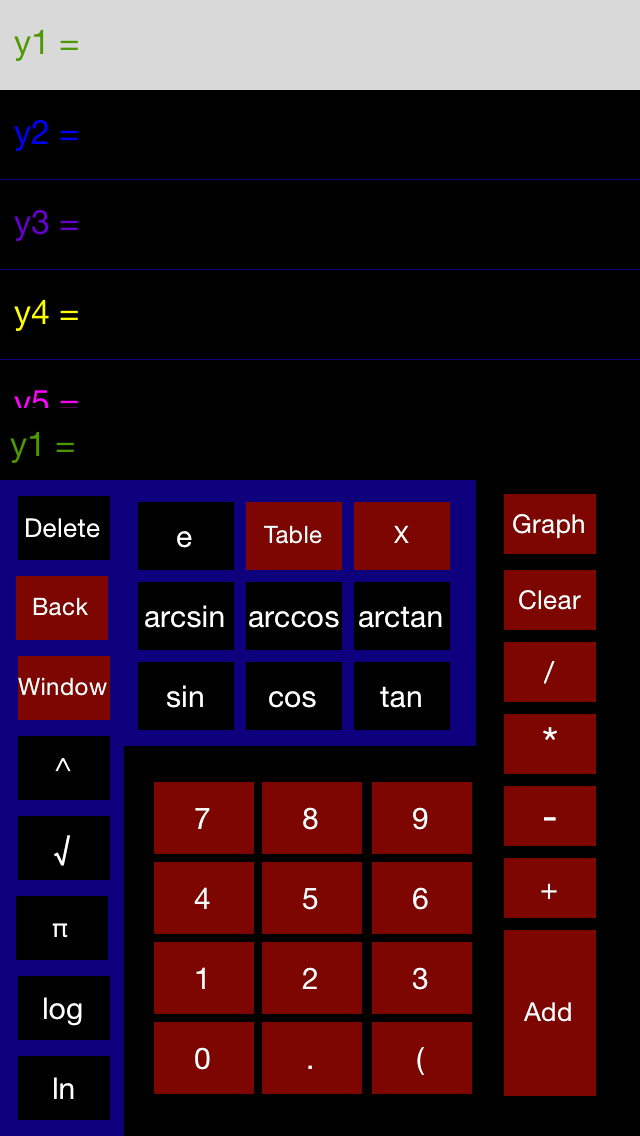 y1 =
y2 =
y3 =
y4 =
y5 =
y1 =
Delete e Table X Graph
Back arcsin arccos arctan Clear
Window sin cos tan /
^ *
√ 7 8 9 -
π 4 5 6 +
log 1 2 3 Add
ln 0 . (